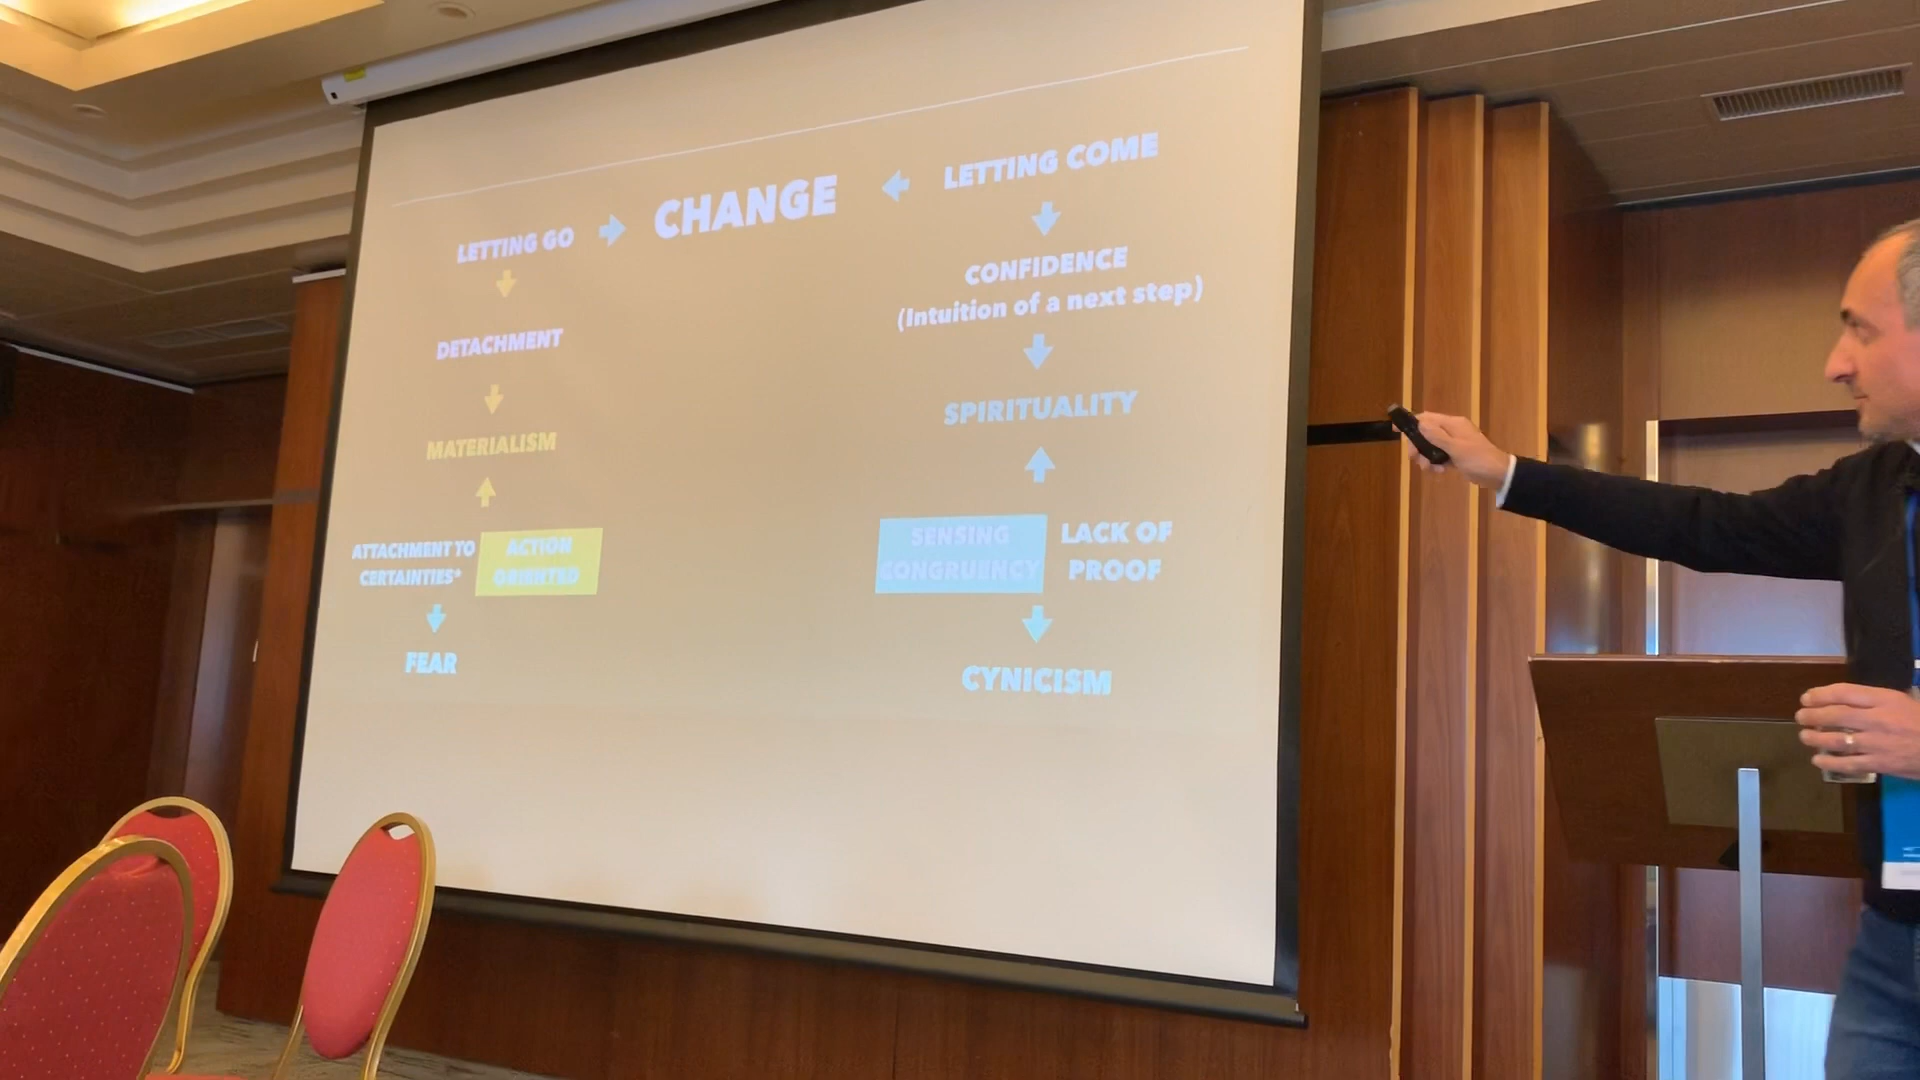 CHANGE
LETTING GO
DETACHMENT
MATERIALISM
ATTACHMENT TO
CERTAINTIES*
ACTION
ORIENTED
FEAR
LETTING COME
CONFIDENCE
(Intuition of a next step)
SPIRITUALITY
SENSING
CONGRUENCY
LACK OF
PROOF
CYNICISM